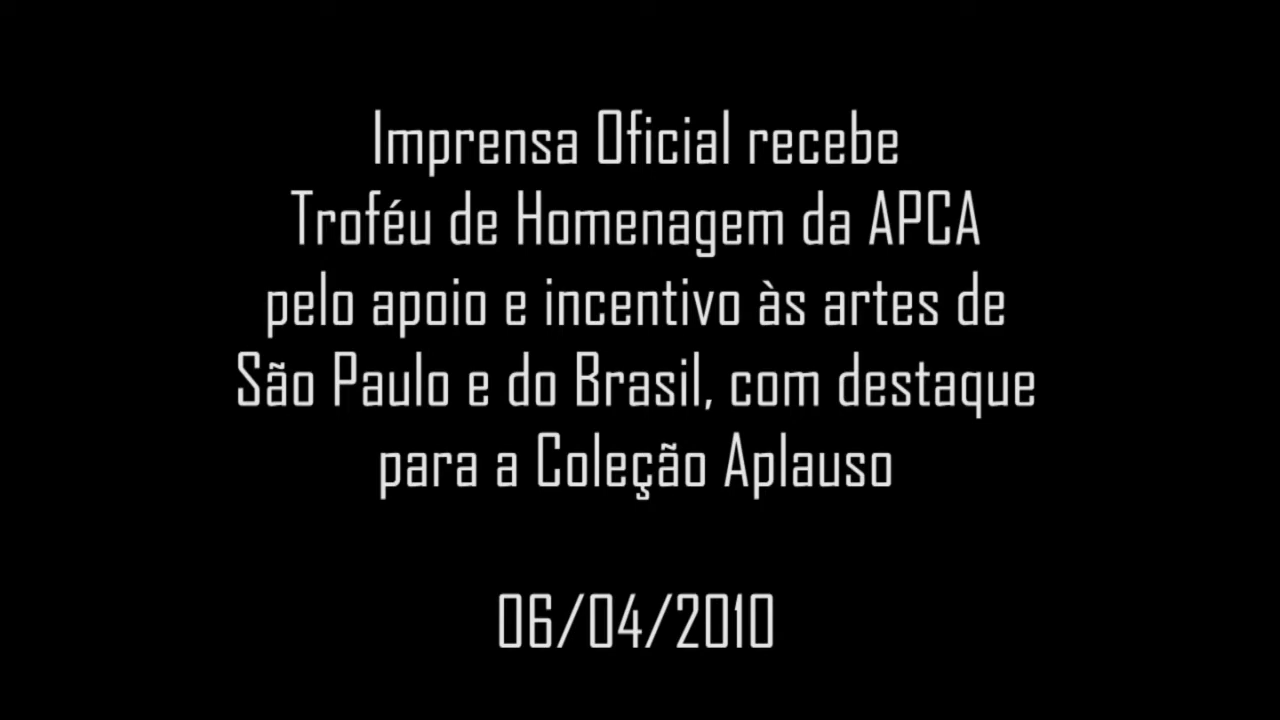 Imprensa Oficial recebe
Troféu de Homenagem da APCA
pelo apoio e incentivo às artes de
São Paulo e do Brasil, com destaque
para a Coleção Aplauso
06/04/2010